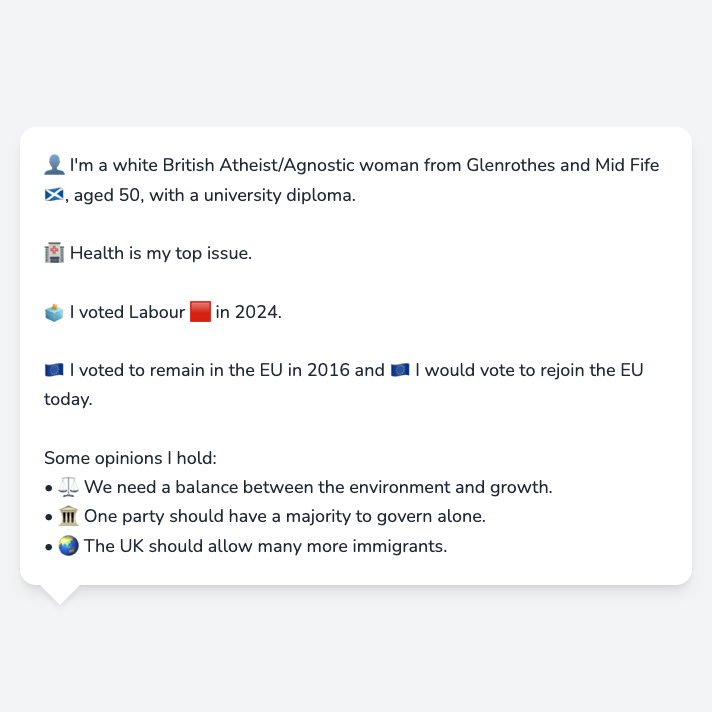 👤 I'm a white British Atheist/Agnostic woman from Glenrothes and Mid Fife
🏴󠁧󠁢󠁳󠁣󠁴󠁿, aged 50, with a university diploma.
🏥 Health is my top issue.
🗳️ I voted Labour 🟥 in 2024.
🇪🇺 I voted to remain in the EU in 2016 and 🇪🇺 I would vote to rejoin the EU
today.
Some opinions I hold:
• ⚖️ We need a balance between the environment and growth.
• 🏛️ One party should have a majority to govern alone.
• 🌏 The UK should allow many more immigrants.